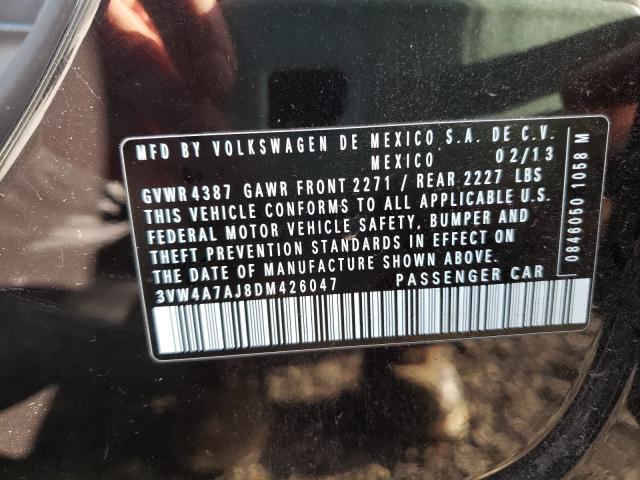 MFD BY VOLKSWAGEN DE MEXICO S.A. DE C.V.
MEXICO 02/13
GVWR 4387 GAWR FRONT 2271 / REAR 2227 LBS
THIS VEHICLE CONFORMS TO ALL APPLICABLE U.S.
FEDERAL MOTOR VEHICLE SAFETY, BUMPER AND
THEFT PREVENTION STANDARDS IN EFFECT ON
THE DATE OF MANUFACTURE SHOWN ABOVE.
3VW4A7AJ8DM426047 PASSENGER CAR
0846050 1058 M